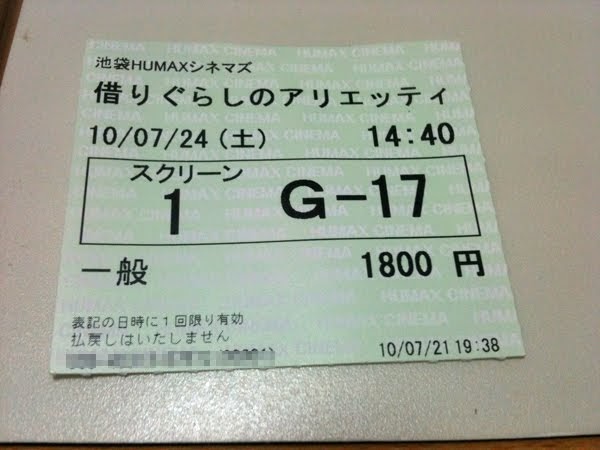 池袋HUMAXシネマズ
借りぐらしのアリエッティ
10/07/24(土) 14:40
スクリーン
1 G-17
一般 1800 円
表記の日時に1回限り有効
払戻しはいたしません
10/07/21 19:38